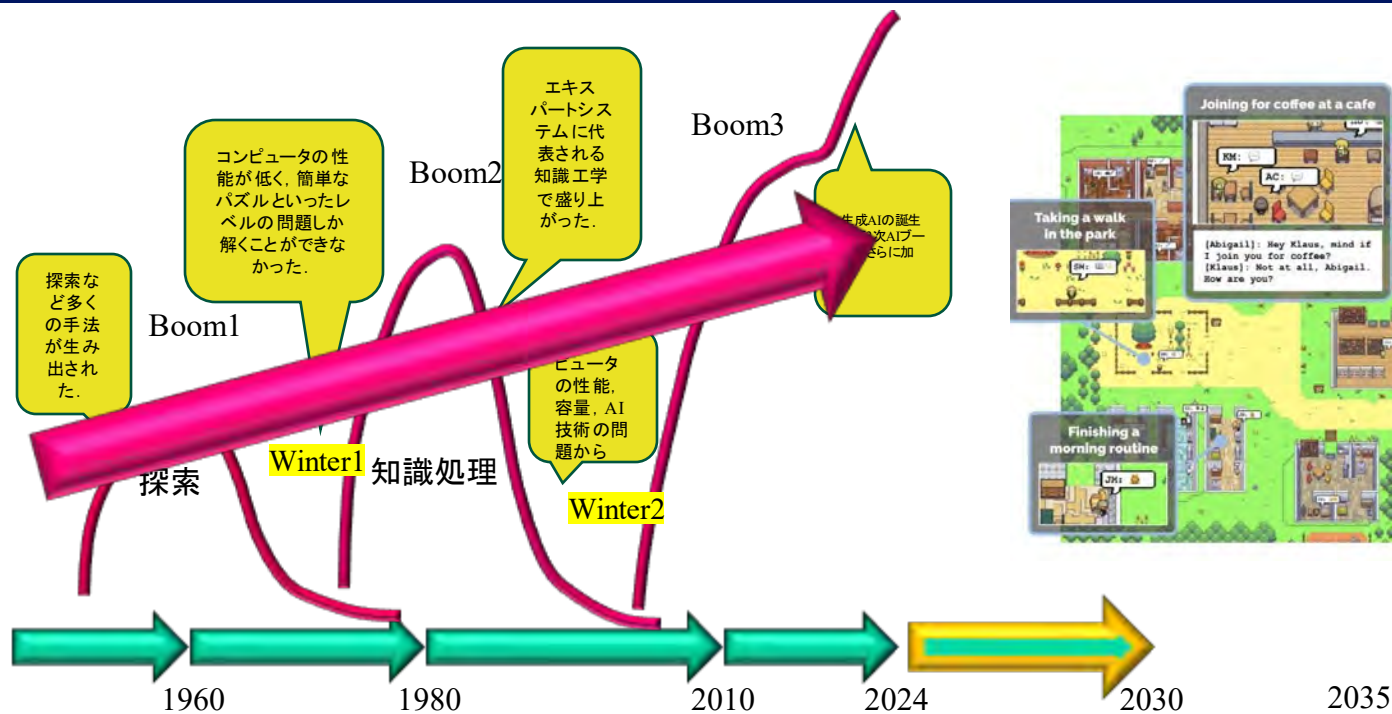 探索な
ど多く
の手法
が生み
出され
た.
Boom1
コンピュータの性
能が低く, 簡単な
パズルといったレ
ベルの問題しか
解くことができな
かった.
Boom2
エキス
パートシス
テムに代
表される
知識工学
で盛り上
がった.
Boom3
生成AIの誕生
次AIブー
さらに加
探索
Winter1
知識処理
ピュータ
の性能,
容量, AI
技術の問
題から
Winter2
Joining for coffee at a cafe
KM:
AC:
[Abigail]: Hey Klaus, mind if
I join you for coffee?
[Klaus]: Not at all, Abigail.
How are you?
Taking a walk
in the park
SM:
Finishing a
morning routine
JM:
1960
1980
2010
2024
2030
2035